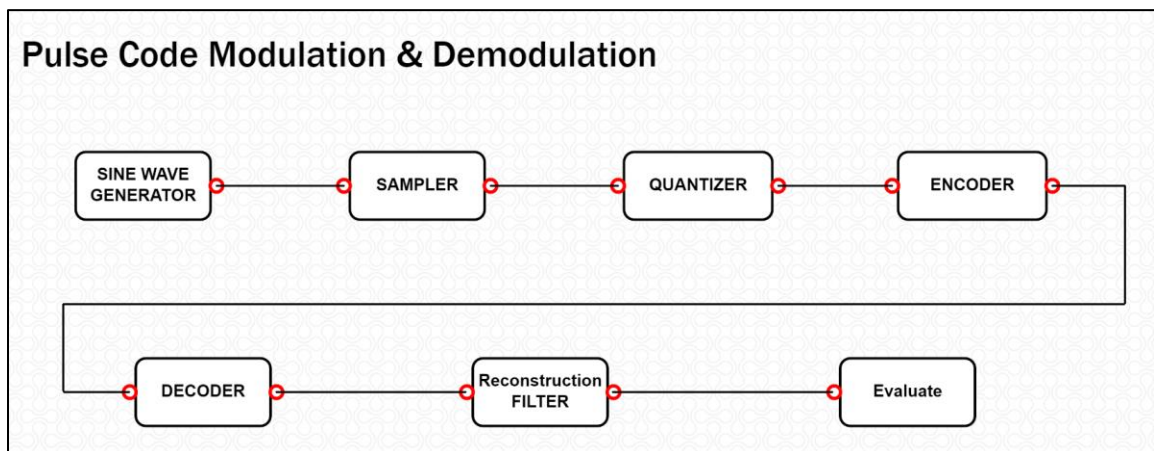 Pulse Code Modulation & Demodulation
SINE WAVE
GENERATOR
SAMPLER
QUANTIZER
ENCODER
DECODER
Reconstruction
FILTER
Evaluate